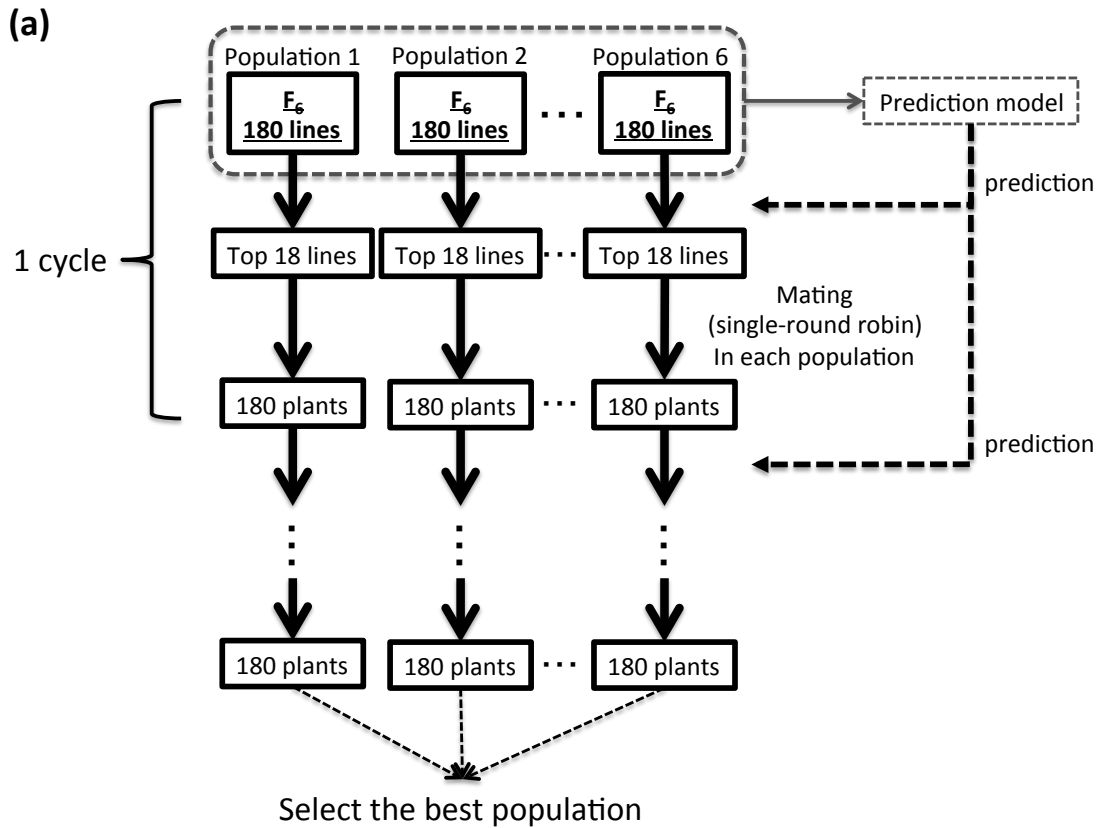 (a)
Population 1 Population 2 Population 6
F6 F6 F6
180 lines 180 lines ... 180 lines
Prediction model
prediction
Top 18 lines Top 18 lines ... Top 18 lines
1 cycle
Mating
(single-round robin)
In each population
180 plants 180 plants ... 180 plants
prediction
180 plants 180 plants ... 180 plants
Select the best population